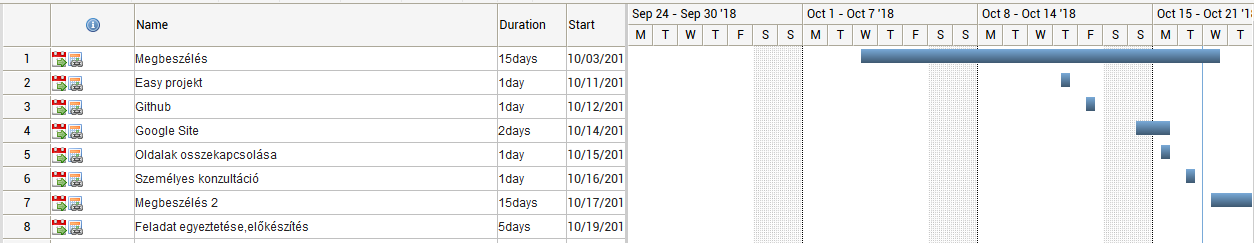 Name Duration Start Sep 24 - Sep 30 '18 Oct 1 - Oct 7 '18 Oct 8 - Oct 14 '18 Oct 15 - Oct 21 '1
M T W T F S S M T W T F S S M T W T F S S M T W T
1 Megbeszélés 15days 10/03/201
2 Easy projekt 1day 10/11/201
3 Github 1day 10/12/201
4 Google Site 2days 10/14/201
5 Oldalak osszekapcsolása 1day 10/15/201
6 Személyes konzultáció 1day 10/16/201
7 Megbeszélés 2 15days 10/17/201
8 Feladat egyeztetése,előkészítés 5days 10/19/201